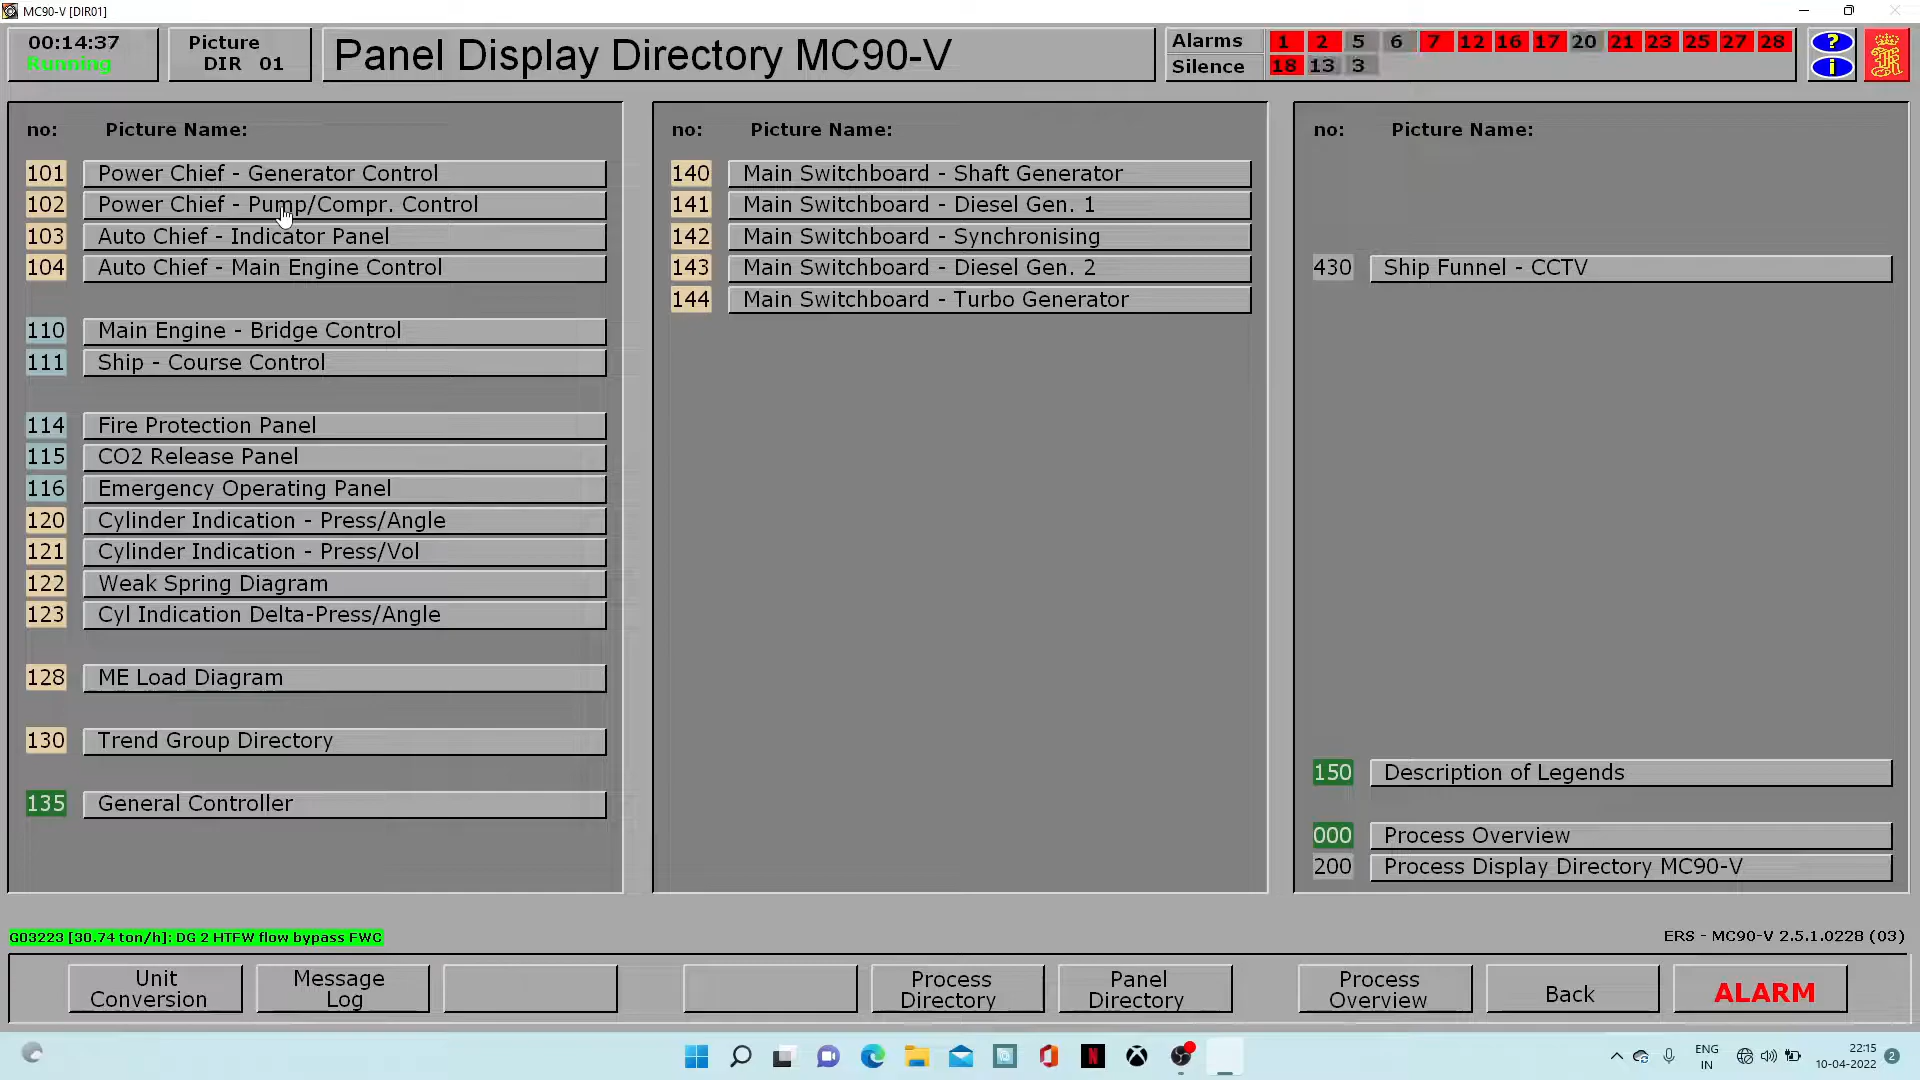 MC90-V [DIR01]
00:14:37
Running
Picture
DIR 01
Panel Display Directory MC90-V
Alarms 1 2 5 6 7 12 16 17 20 21 23 25 27 28
Silence 18 13 3
?
i
no: Picture Name:
101 Power Chief - Generator Control
102 Power Chief - Pump/Compr. Control
103 Auto Chief - Indicator Panel
104 Auto Chief - Main Engine Control
110 Main Engine - Bridge Control
111 Ship - Course Control
114 Fire Protection Panel
115 CO2 Release Panel
116 Emergency Operating Panel
120 Cylinder Indication - Press/Angle
121 Cylinder Indication - Press/Vol
122 Weak Spring Diagram
123 Cyl Indication Delta-Press/Angle
128 ME Load Diagram
130 Trend Group Directory
135 General Controller
no: Picture Name:
140 Main Switchboard - Shaft Generator
141 Main Switchboard - Diesel Gen. 1
142 Main Switchboard - Synchronising
143 Main Switchboard - Diesel Gen. 2
144 Main Switchboard - Turbo Generator
no: Picture Name:
430 Ship Funnel - CCTV
150 Description of Legends
000 Process Overview
200 Process Display Directory MC90-V
G03223 [30.74 ton/h]: DG 2 HTFW flow bypass FWC
ERS - MC90-V 2.5.1.0228 (03)
Unit
Conversion
Message
Log
Process
Directory
Panel
Directory
Process
Overview
Back
ALARM
N
ENG
IN
22:15
10-04-2022
2